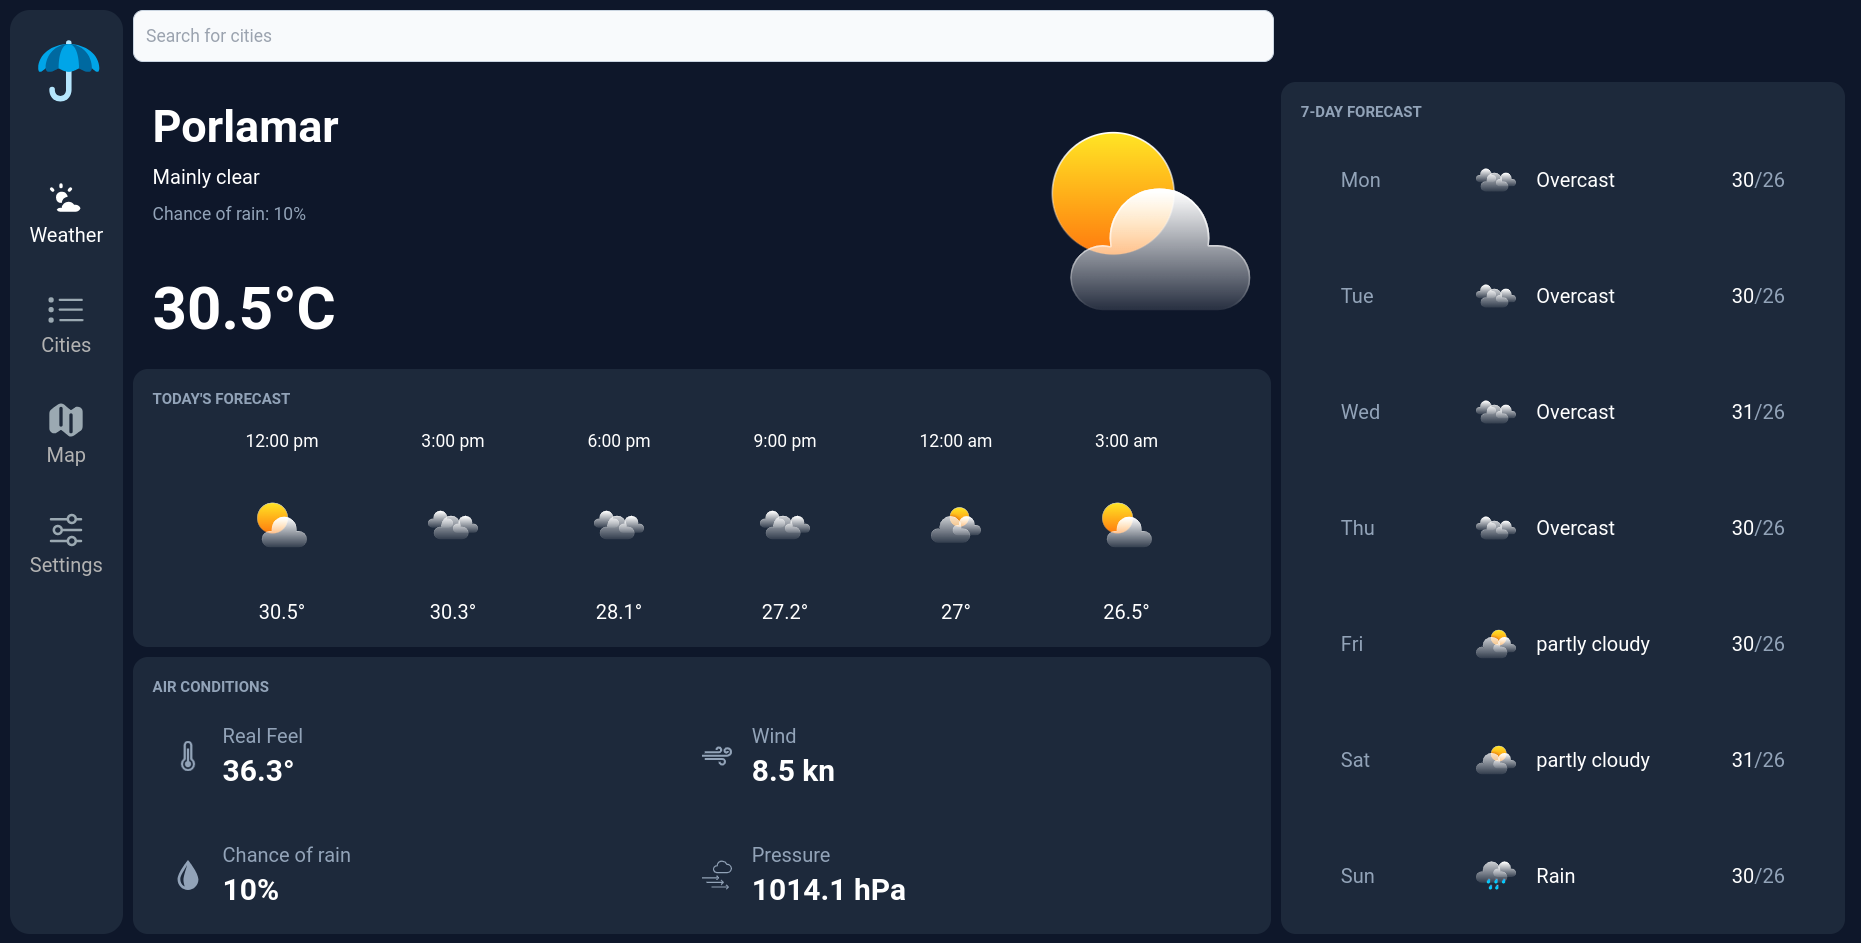 Search for cities
Weather
Cities
Map
Settings
Porlamar
Mainly clear
Chance of rain: 10%
30.5°C
TODAY'S FORECAST
12:00 pm 3:00 pm 6:00 pm 9:00 pm 12:00 am 3:00 am
30.5° 30.3° 28.1° 27.2° 27° 26.5°
AIR CONDITIONS
Real Feel
36.3°
Wind
8.5 kn
Chance of rain
10%
Pressure
1014.1 hPa
7-DAY FORECAST
Mon Overcast 30/26
Tue Overcast 30/26
Wed Overcast 31/26
Thu Overcast 30/26
Fri partly cloudy 30/26
Sat partly cloudy 31/26
Sun Rain 30/26